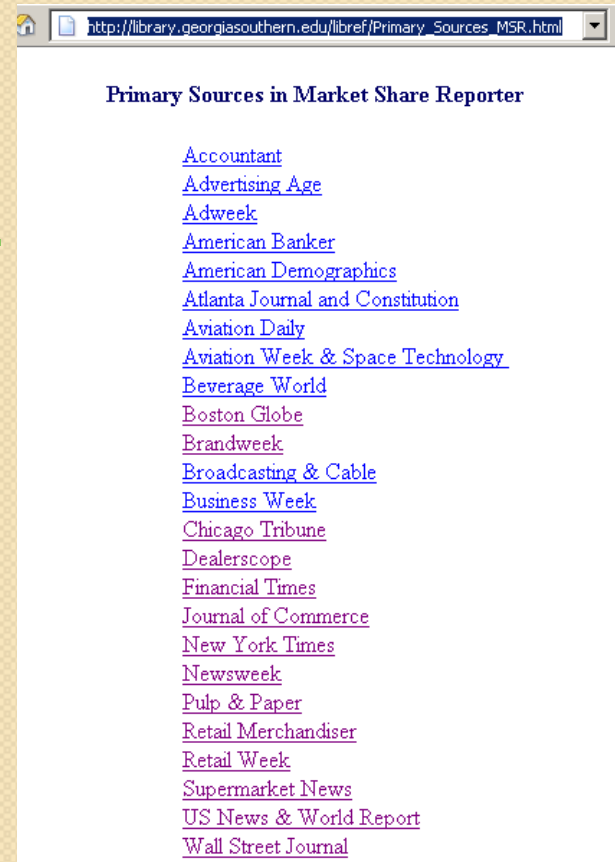 http://library.georgiasouthern.edu/libref/Primary_Sources_MSR.html
Primary Sources in Market Share Reporter
Accountant
Advertising Age
Adweek
American Banker
American Demographics
Atlanta Journal and Constitution
Aviation Daily
Aviation Week & Space Technology
Beverage World
Boston Globe
Brandweek
Broadcasting & Cable
Business Week
Chicago Tribune
Dealerscope
Financial Times
Journal of Commerce
New York Times
Newsweek
Pulp & Paper
Retail Merchandiser
Retail Week
Supermarket News
US News & World Report
Wall Street Journal